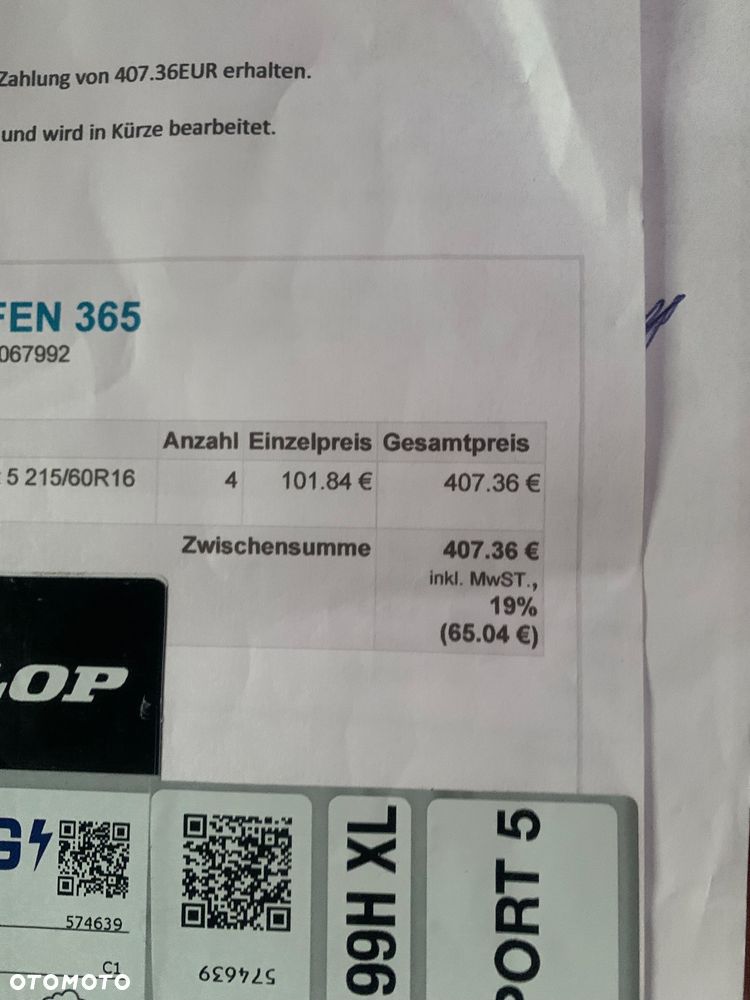 Zahlung von 407.36EUR erhalten.
und wird in Kürze bearbeitet.
FEN 365
067992
Anzahl Einzelpreis Gesamtpreis
5 215/60R16 4 101.84 € 407.36 €
Zwischensumme 407.36 €
inkl. MwST.,
19%
(65.04 €)
LOP
G
574639
C1
574639
99H XL
PORT 5
OTOMOTO